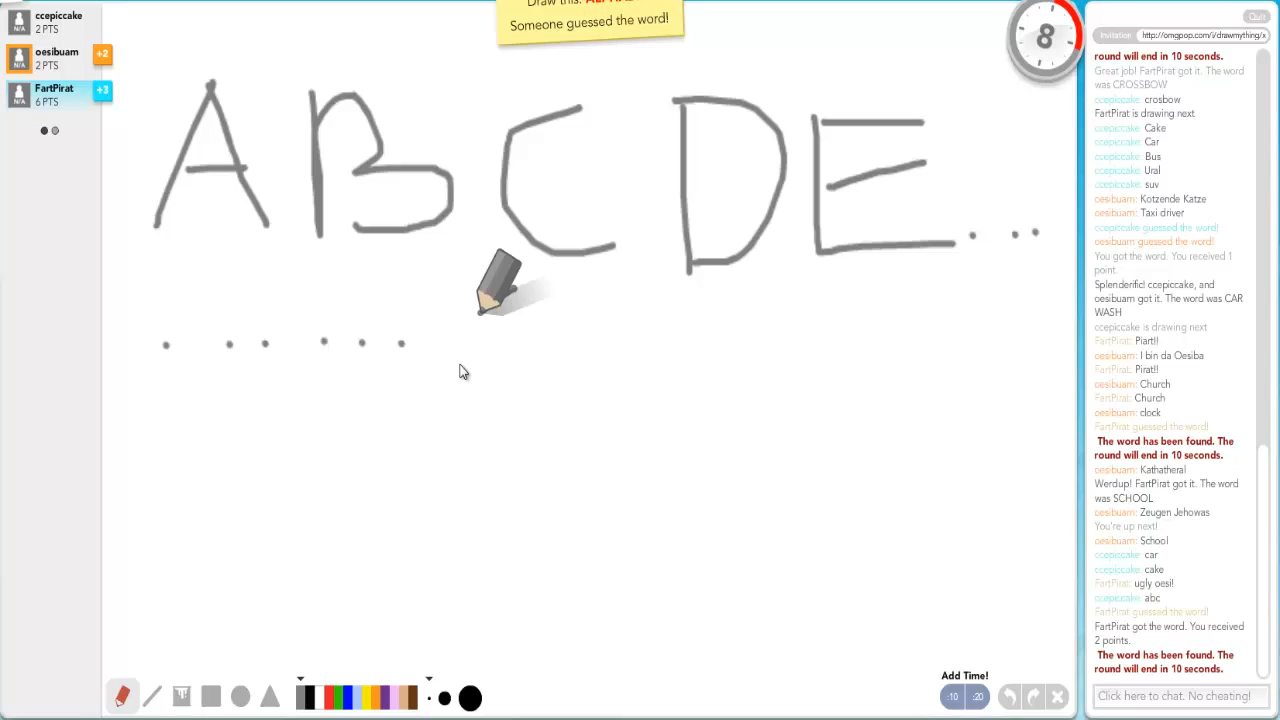 ccepiccake
2 PTS
oesibuam
2 PTS
+2
FartPirat
6 PTS
+3
N/A
N/A
N/A
Draw this:
Someone guessed the word!
8
A B C D E ...
. . . . . .
Add Time!
:10 :20
Quit
Invitation http://omgpop.com/i/drawmything/x
round will end in 10 seconds.
Great job! FartPirat got it. The word
was CROSSBOW
ccepiccake: crosbow
FartPirat is drawing next
ccepiccake: Cake
ccepiccake: Car
ccepiccake: Bus
ccepiccake: Ural
ccepiccake: suv
oesibuam: Kotzende Katze
oesibuam: Taxi driver
ccepiccake guessed the word!
oesibuam guessed the word!
You got the word. You received 1
point.
Splenderific! ccepiccake, and
oesibuam got it. The word was CAR
WASH
ccepiccake is drawing next
FartPirat: Piart!!
oesibuam: I bin da Oesiba
FartPirat: Pirat!!
oesibuam: Church
FartPirat: Church
oesibuam: clock
FartPirat guessed the word!
The word has been found. The
round will end in 10 seconds.
oesibuam: Kathatheral
Werdup! FartPirat got it. The word
was SCHOOL
oesibuam: Zeugen Jehowas
You're up next!
oesibuam: School
ccepiccake: car
ccepiccake: cake
FartPirat: ugly oesi!
ccepiccake: abc
FartPirat guessed the word!
FartPirat got the word. You received
2 points.
The word has been found. The
round will end in 10 seconds.
Click here to chat. No cheating!